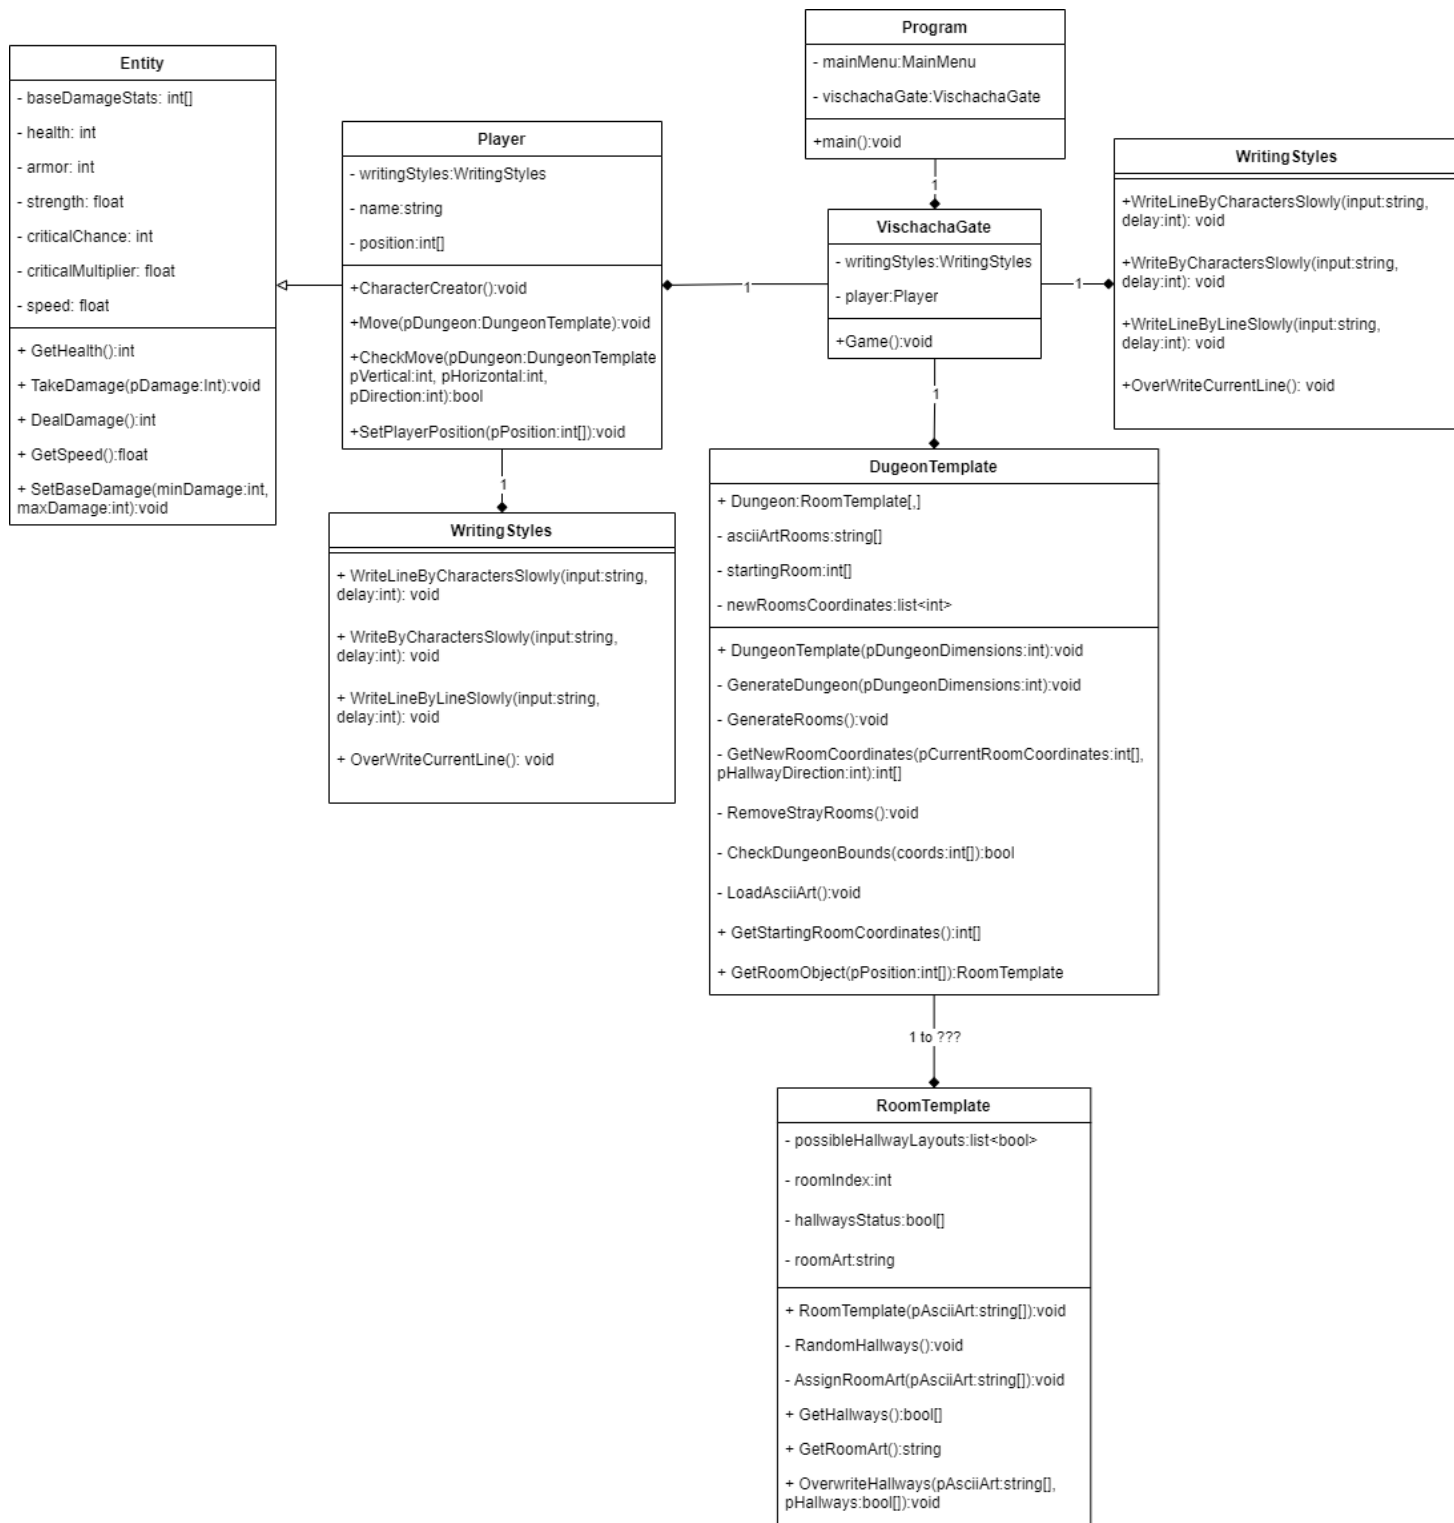 Entity
- baseDamageStats: int[]
- health: int
- armor: int
- strength: float
- criticalChance: int
- criticalMultiplier: float
- speed: float
+ GetHealth():int
+ TakeDamage(pDamage:Int):void
+ DealDamage():int
+ GetSpeed():float
+ SetBaseDamage(minDamage:int,
maxDamage:int):void
Player
- writingStyles:WritingStyles
- name:string
- position:int[]
+CharacterCreator():void
+Move(pDungeon:DungeonTemplate):void
+CheckMove(pDungeon:DungeonTemplate
pVertical:int, pHorizontal:int,
pDirection:int):bool
+SetPlayerPosition(pPosition:int[]):void
1
WritingStyles
+ WriteLineByCharactersSlowly(input:string,
delay:int): void
+ WriteByCharactersSlowly(input:string,
delay:int): void
+ WriteLineByLineSlowly(input:string,
delay:int): void
+ OverWriteCurrentLine(): void
Program
- mainMenu:MainMenu
- vischachaGate:VischachaGate
+main():void
1
VischachaGate
- writingStyles:WritingStyles
- player:Player
+Game():void
1
1
WritingStyles
+WriteLineByCharactersSlowly(input:string,
delay:int): void
+WriteByCharactersSlowly(input:string,
delay:int): void
+WriteLineByLineSlowly(input:string,
delay:int): void
+OverWriteCurrentLine(): void
1
DugeonTemplate
+ Dungeon:RoomTemplate[,]
- asciiArtRooms:string[]
- startingRoom:int[]
- newRoomsCoordinates:list<int>
+ DungeonTemplate(pDungeonDimensions:int):void
- GenerateDungeon(pDungeonDimensions:int):void
- GenerateRooms():void
- GetNewRoomCoordinates(pCurrentRoomCoordinates:int[],
pHallwayDirection:int):int[]
- RemoveStrayRooms():void
- CheckDungeonBounds(coords:int[]):bool
- LoadAsciiArt():void
+ GetStartingRoomCoordinates():int[]
+ GetRoomObject(pPosition:int[]):RoomTemplate
1 to ???
RoomTemplate
- possibleHallwayLayouts:list<bool>
- roomIndex:int
- hallwaysStatus:bool[]
- roomArt:string
+ RoomTemplate(pAsciiArt:string[]):void
- RandomHallways():void
- AssignRoomArt(pAsciiArt:string[]):void
+ GetHallways():bool[]
+ GetRoomArt():string
+ OverwriteHallways(pAsciiArt:string[],
pHallways:bool[]):void